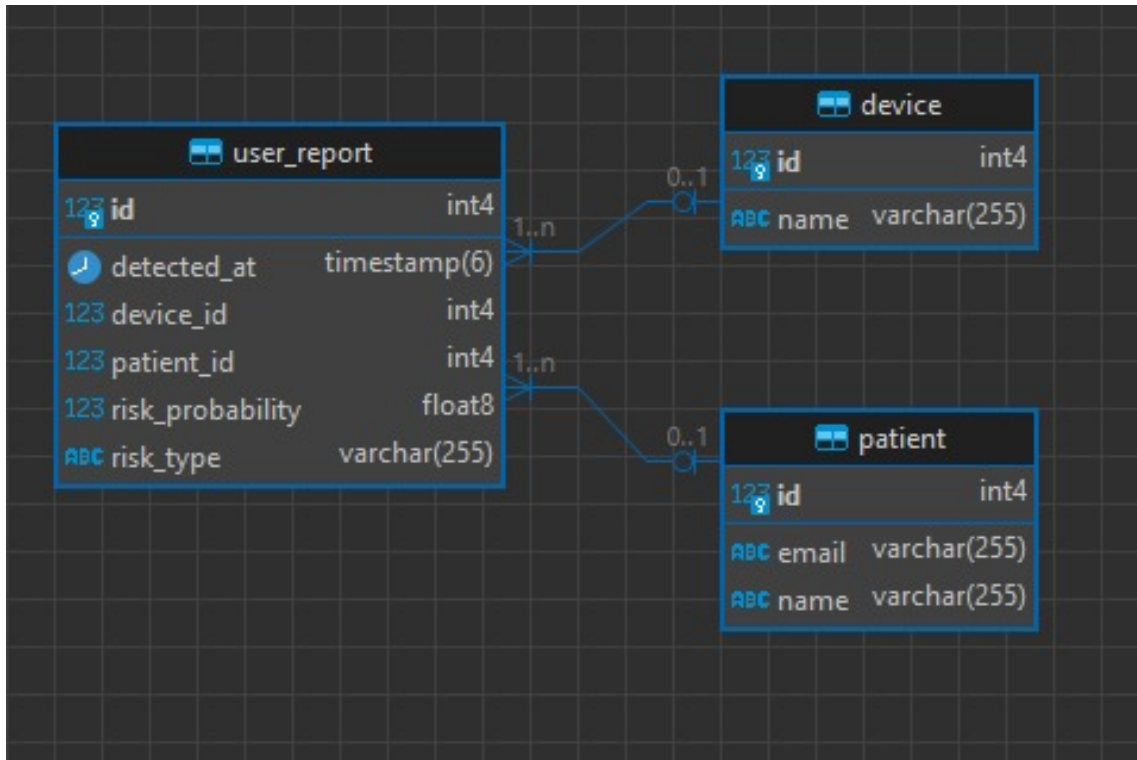 user_report
123 id int4
detected_at timestamp(6)
123 device_id int4
123 patient_id int4
123 risk_probability float8
ABC risk_type varchar(255)
1..n
0..1
1..n
0..1
device
123 id int4
ABC name varchar(255)
patient
123 id int4
ABC email varchar(255)
ABC name varchar(255)